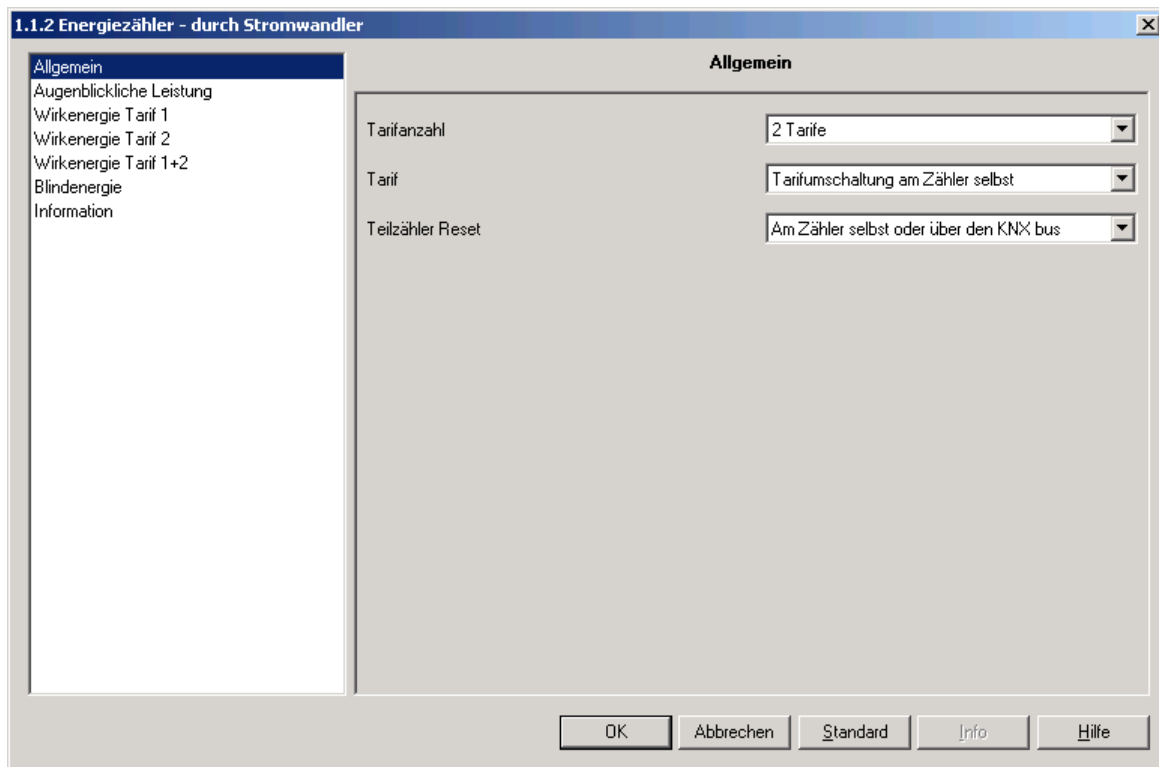 1.1.2 Energiezähler - durch Stromwandler
Allgemein
Augenblickliche Leistung
Wirkenergie Tarif 1
Wirkenergie Tarif 2
Wirkenergie Tarif 1+2
Blindenergie
Information
Allgemein
Tarifanzahl
2 Tarife
Tarif
Tarifumschaltung am Zähler selbst
Teilzähler Reset
Am Zähler selbst oder über den KNX bus
OK
Abbrechen
Standard
Info
Hilfe